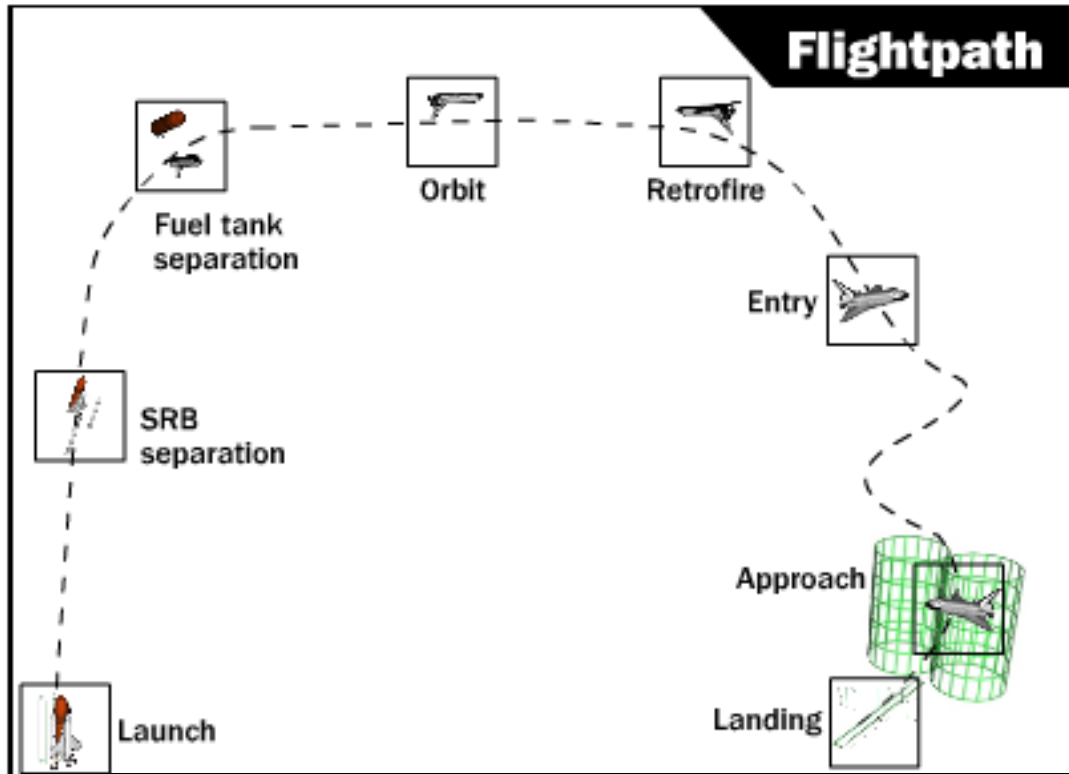 Flightpath
Orbit
Retrofire
Fuel tank
separation
Entry
SRB
separation
Approach
Launch
Landing